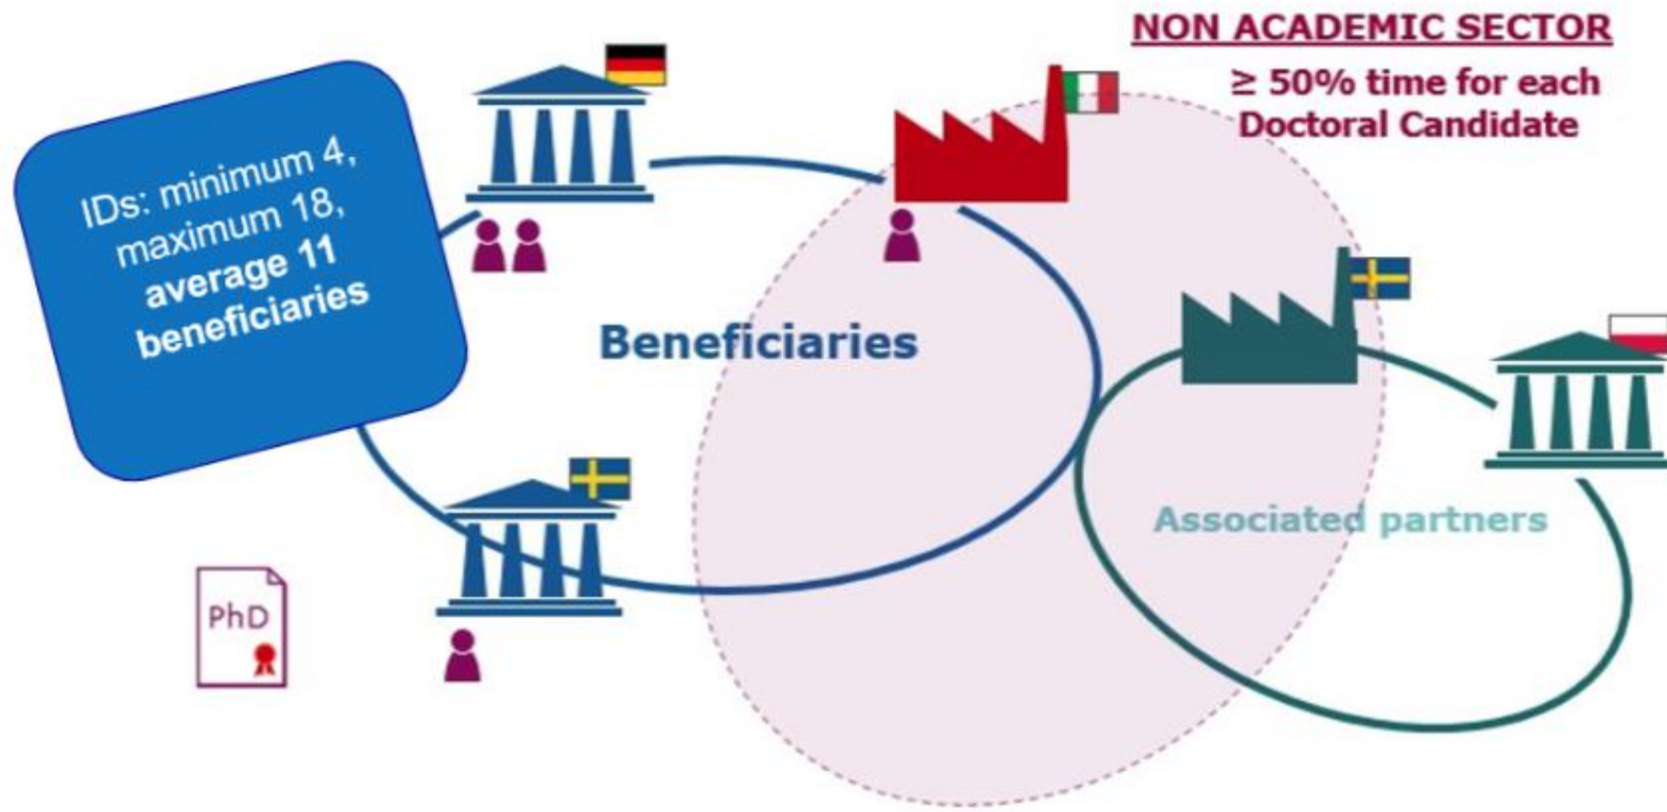 NON ACADEMIC SECTOR
≥ 50% time for each
Doctoral Candidate
IDs: minimum 4,
maximum 18,
average 11
beneficiaries
Beneficiaries
Associated partners
PhD